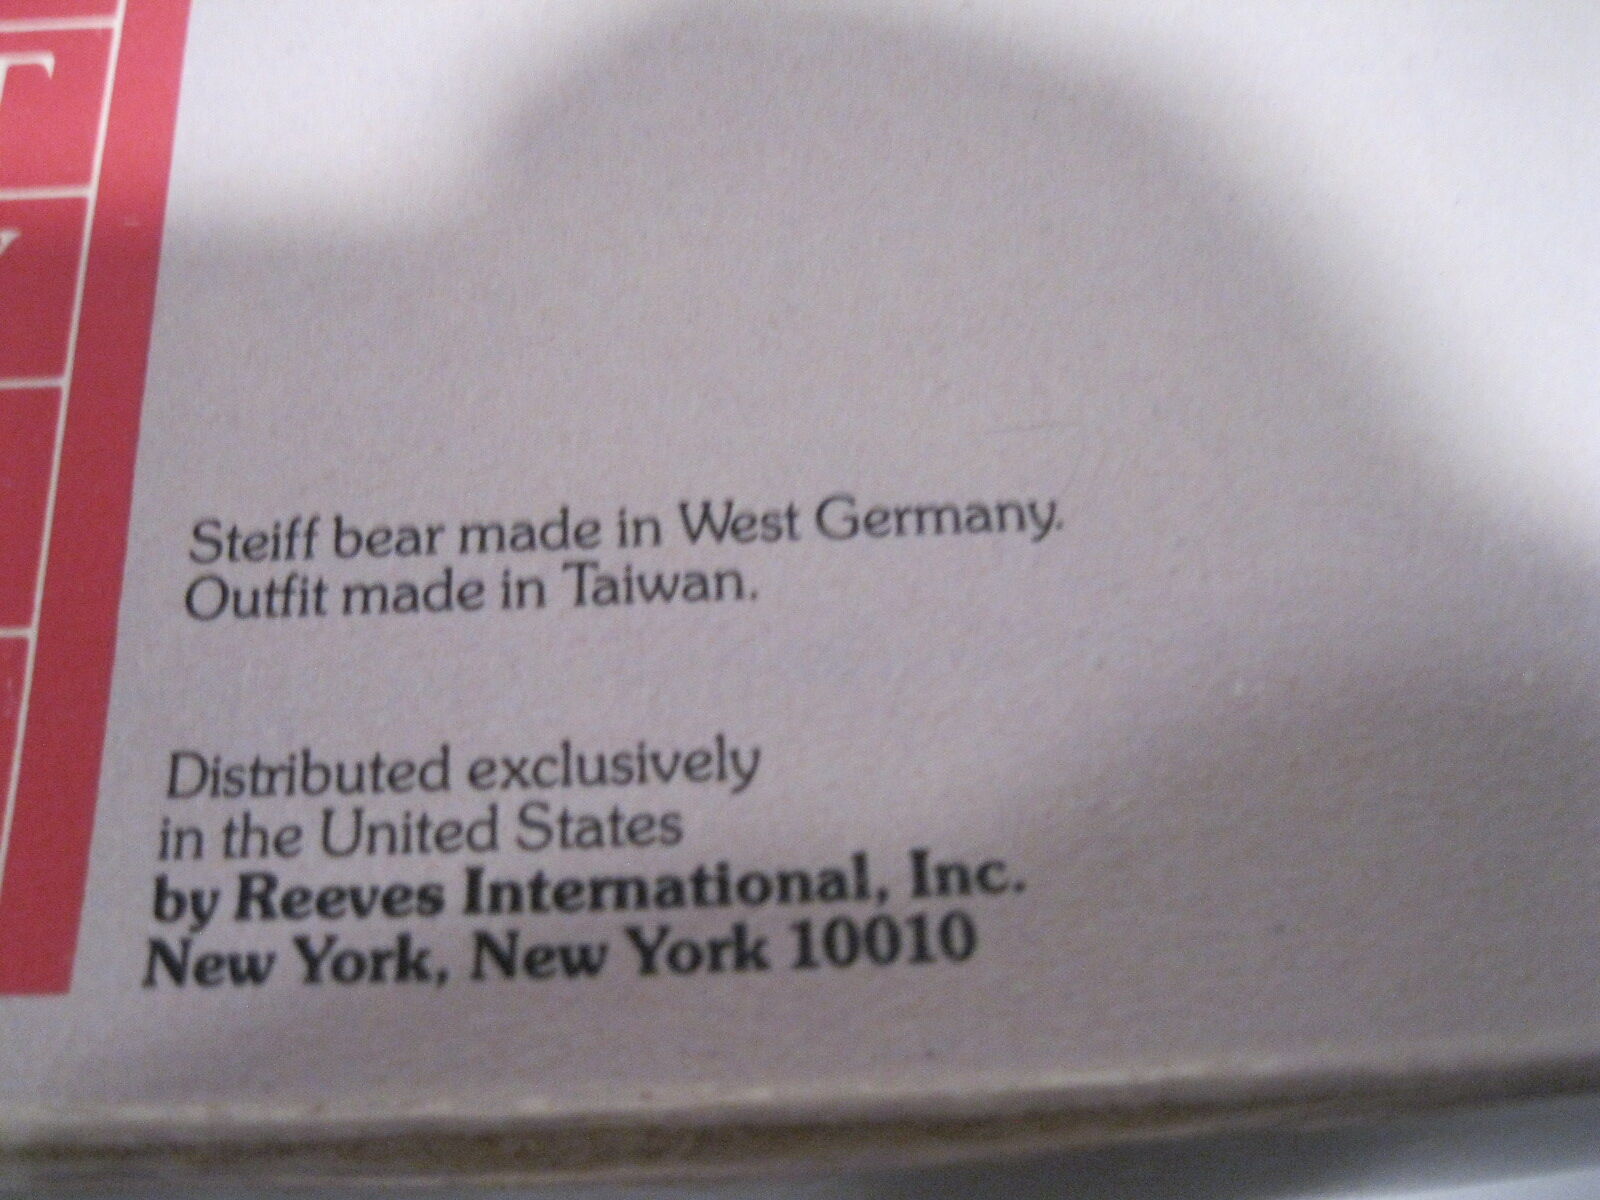 T
Y
Steiff bear made in West Germany.
Outfit made in Taiwan.
Distributed exclusively
in the United States
by Reeves International, Inc.
New York, New York 10010